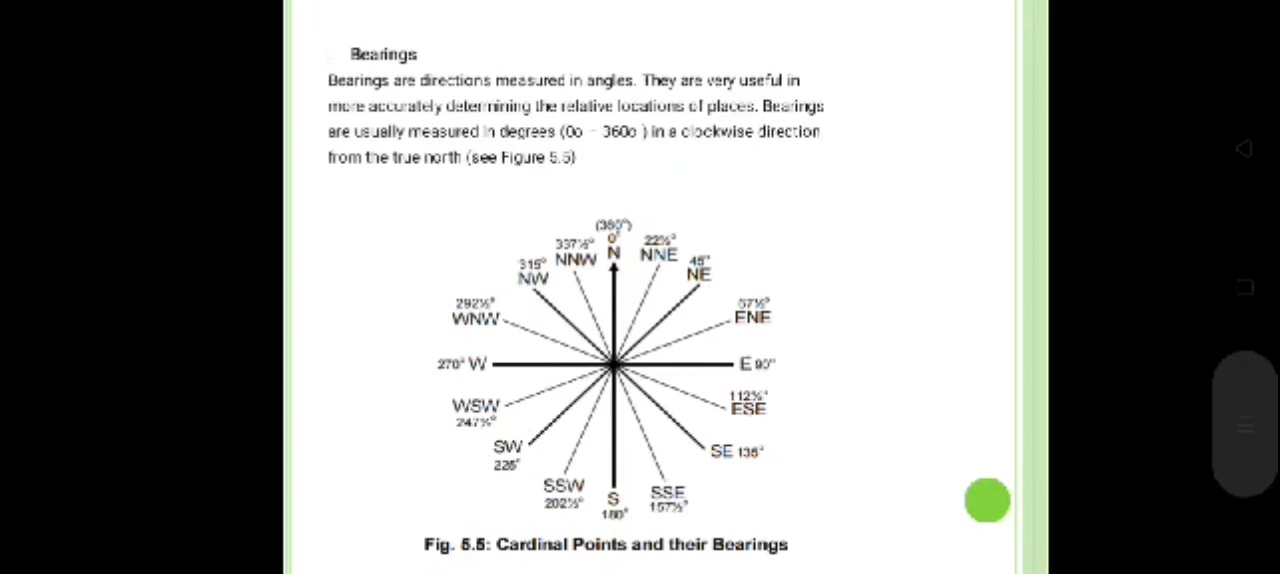 Bearings
Bearings are directions measured in angles. They are very useful in
more accurately determining the relative locations of places. Bearings
are usually measured in degrees (0o – 360o ) in a clockwise direction
from the true north (see Figure 5.5)
(360°)
0°
N
337½°
NNW
22½°
NNE
315°
NW
45°
NE
292½°
WNW
67½°
ENE
270° W
E 90°
WSW
247½°
112½°
ESE
SW
225°
SE 135°
SSW
202½°
S
180°
SSE
157½°
Fig. 5.5: Cardinal Points and their Bearings